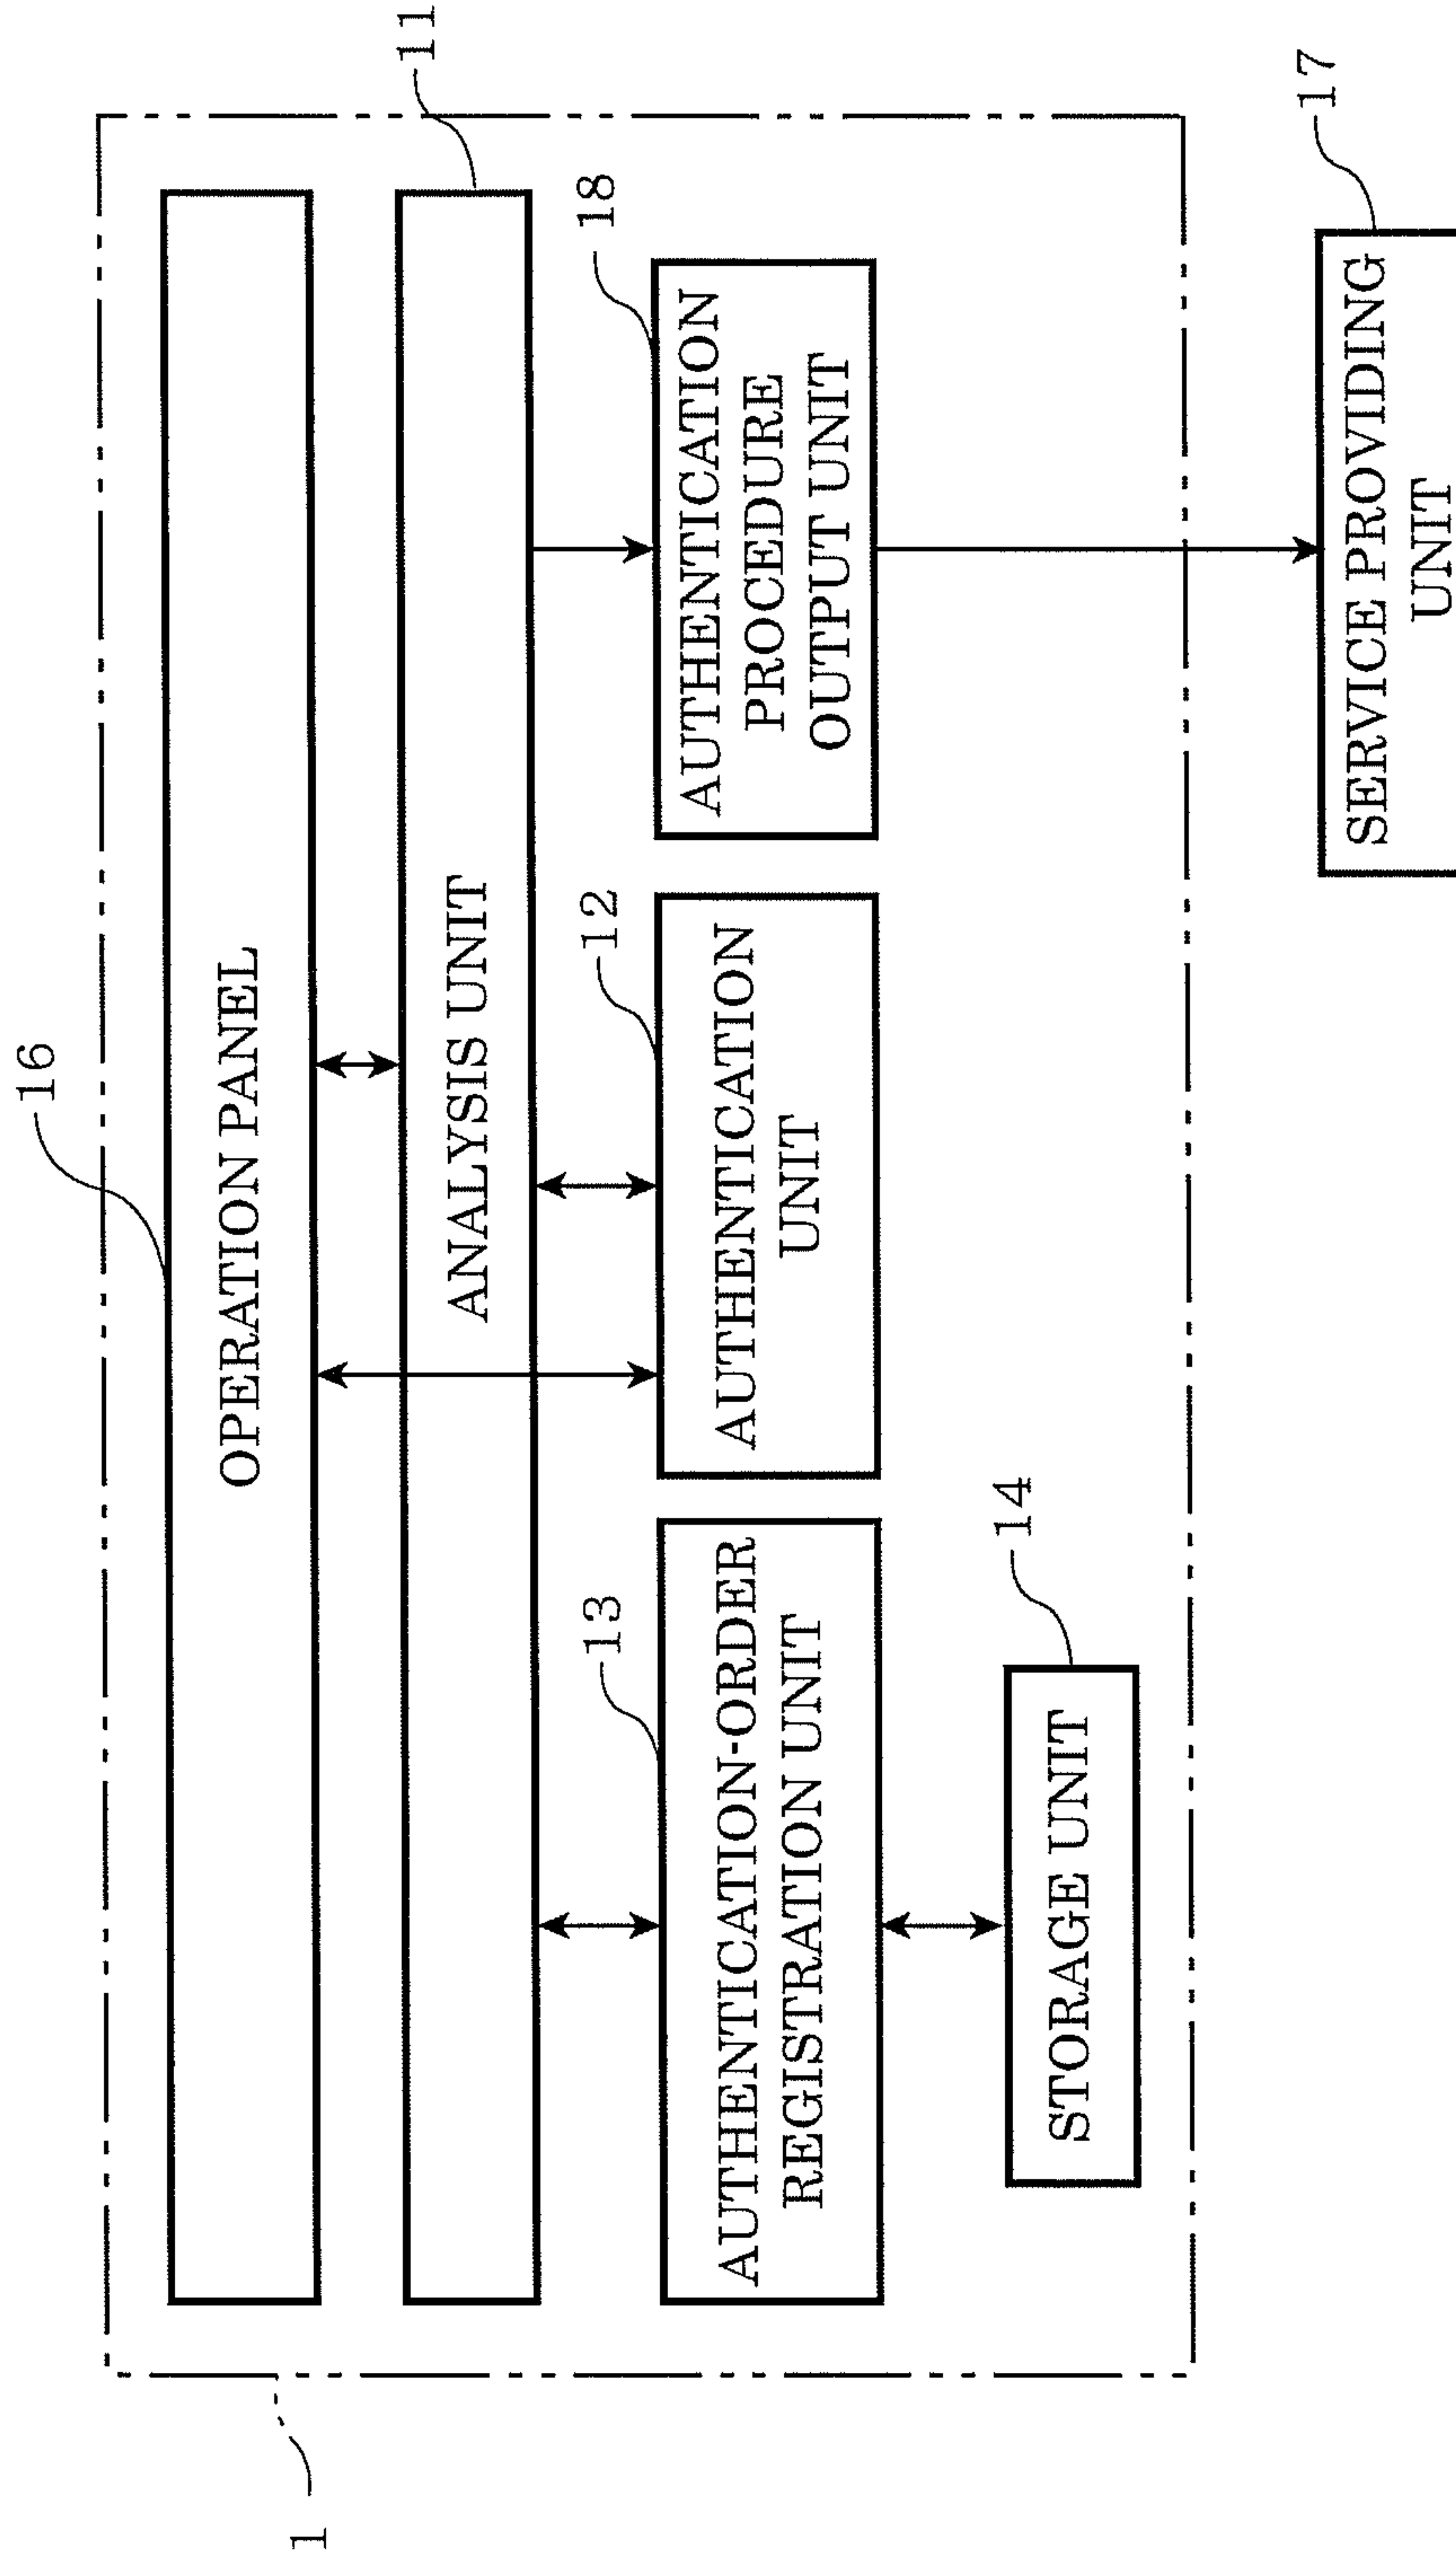 16
OPERATION PANEL
11
ANALYSIS UNIT
13
AUTHENTICATION-ORDER
REGISTRATION UNIT
12
AUTHENTICATION
UNIT
18
AUTHENTICATION
PROCEDURE
OUTPUT UNIT
14
STORAGE UNIT
1
17
SERVICE PROVIDING
UNIT